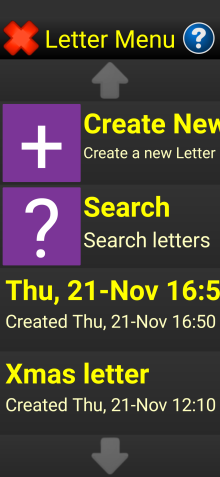 Letter Menu
Create New
Create a new Letter
Search
Search letters
Thu, 21-Nov 16:5
Created Thu, 21-Nov 16:50
Xmas letter
Created Thu, 21-Nov 12:10